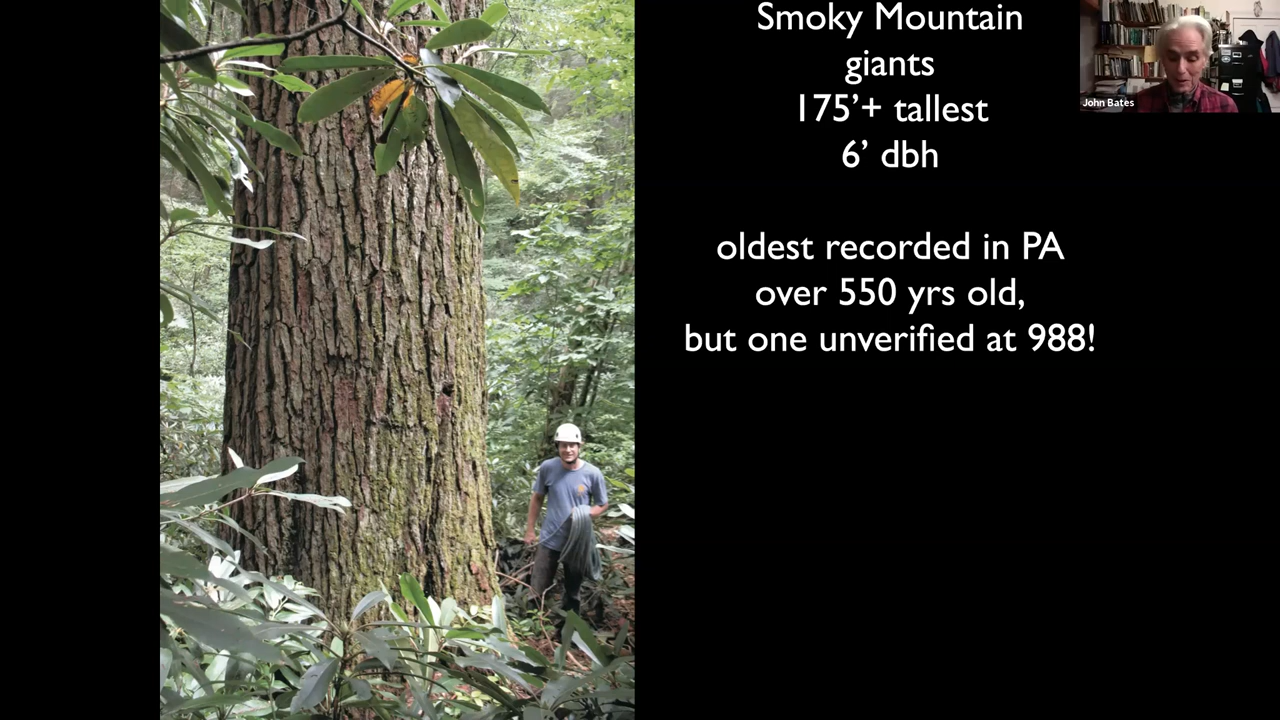 Smoky Mountain
giants
175’+ tallest
6’ dbh
oldest recorded in PA
over 550 yrs old,
but one unverified at 988!
John Bates